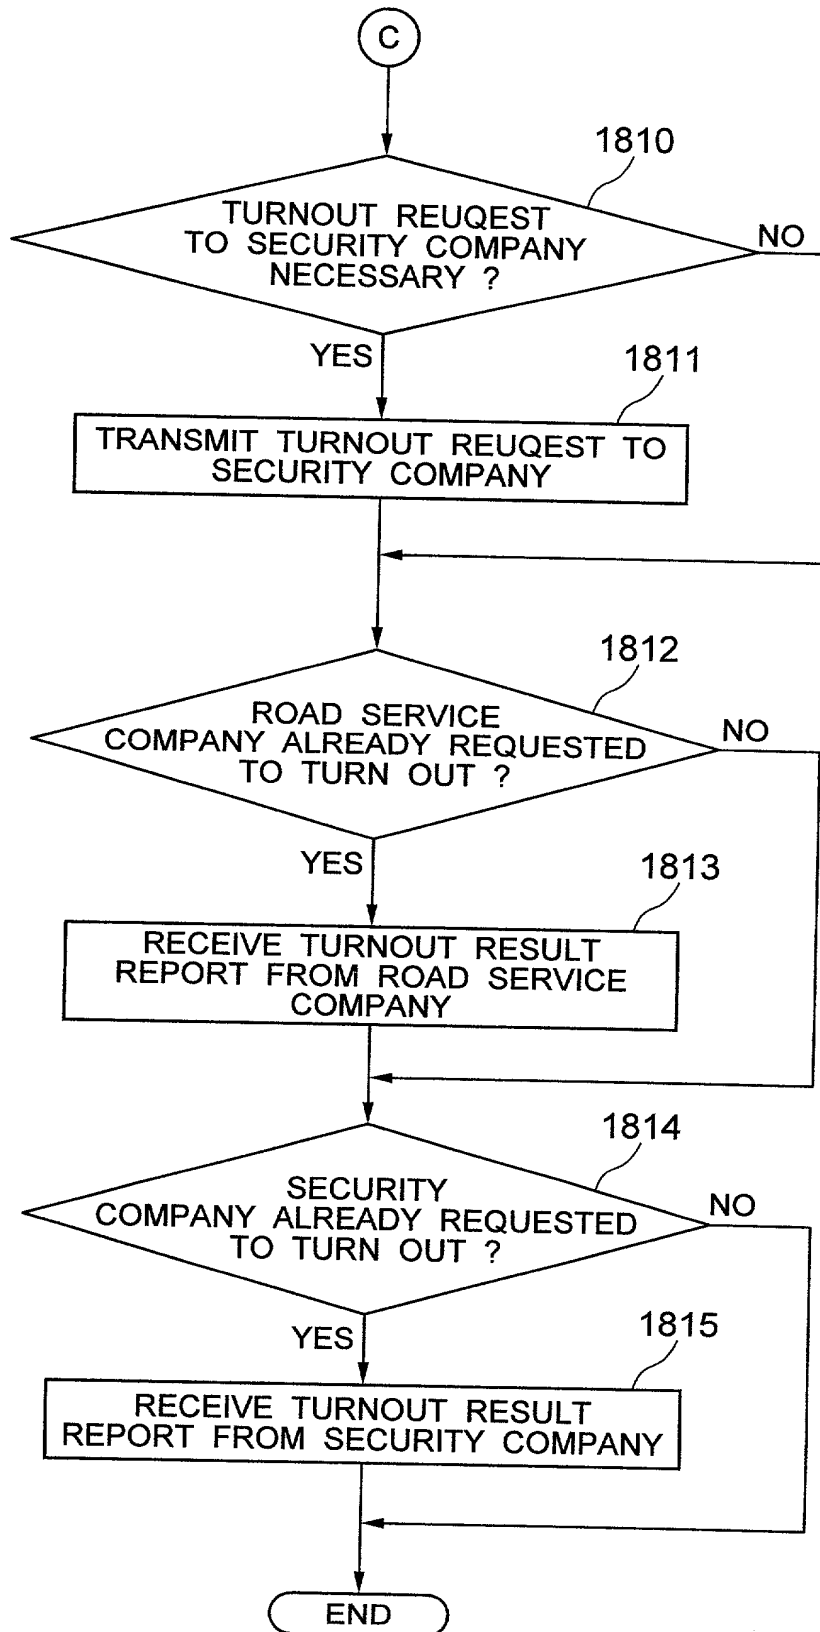 C
1810
TURNOUT REUQEST
TO SECURITY COMPANY
NECESSARY ?
NO
YES
1811
TRANSMIT TURNOUT REUQEST TO
SECURITY COMPANY
1812
ROAD SERVICE
COMPANY ALREADY REQUESTED
TO TURN OUT ?
NO
YES
1813
RECEIVE TURNOUT RESULT
REPORT FROM ROAD SERVICE
COMPANY
1814
SECURITY
COMPANY ALREADY REQUESTED
TO TURN OUT ?
NO
YES
1815
RECEIVE TURNOUT RESULT
REPORT FROM SECURITY COMPANY
END